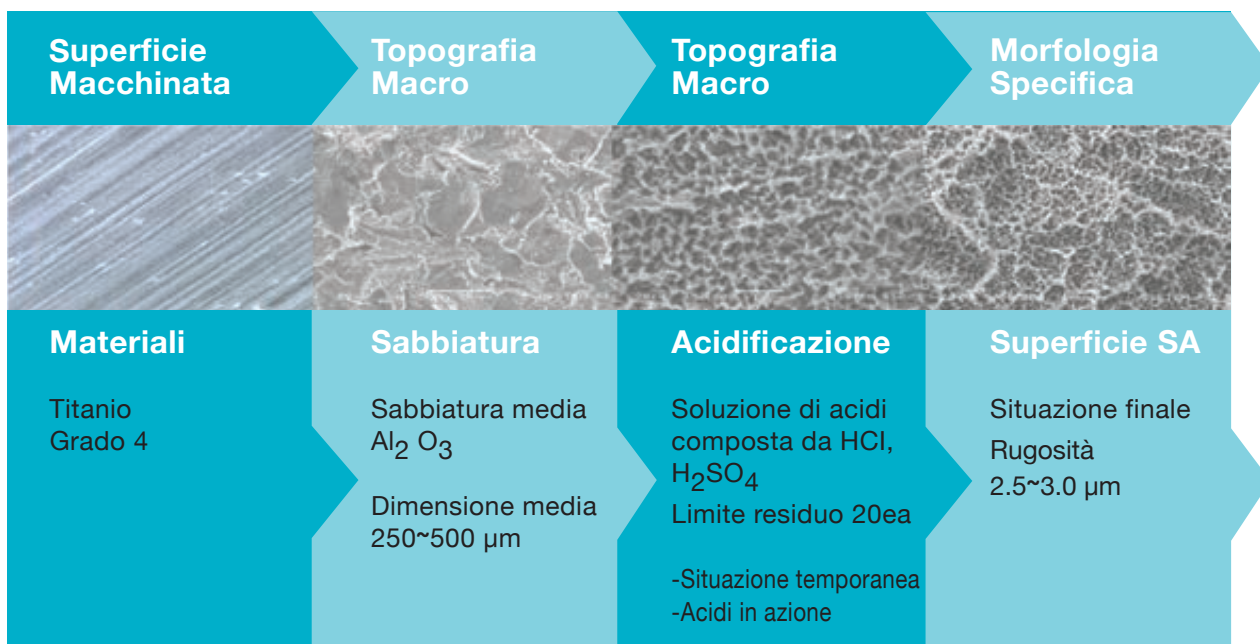 Superficie
Macchinata
Topografia
Macro
Topografia
Macro
Morfologia
Specifica
Materiali
Titanio
Grado 4
Sabbiatura
Sabbiatura media
Al2 O3
Dimensione media
250~500 µm
Acidificazione
Soluzione di acidi
composta da HCl,
H2SO4
Limite residuo 20ea
-Situazione temporanea
-Acidi in azione
Superficie SA
Situazione finale
Rugosità
2.5~3.0 µm